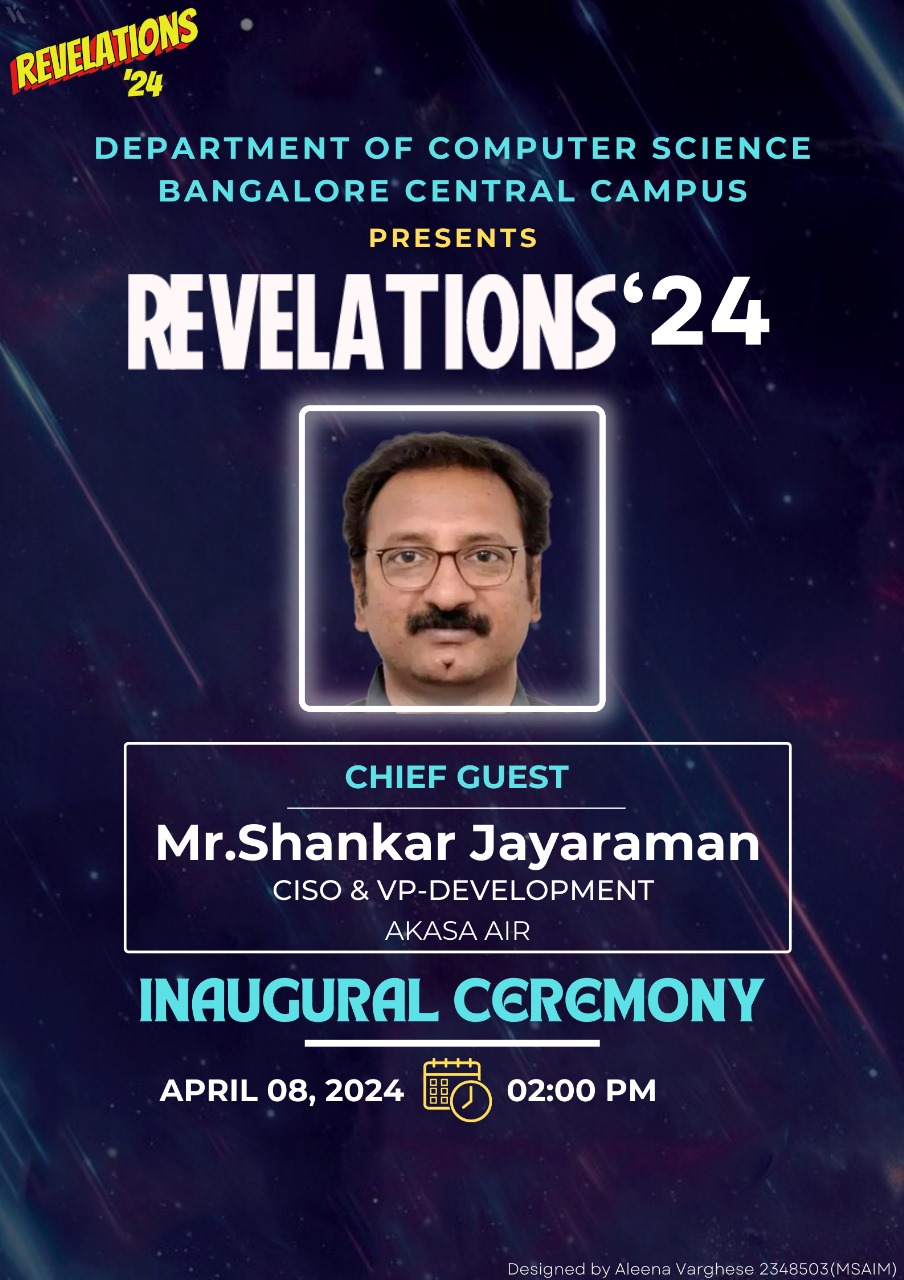 REVELATIONS
'24
DEPARTMENT OF COMPUTER SCIENCE
BANGALORE CENTRAL CAMPUS
PRESENTS
REVELATIONS‘24
CHIEF GUEST
Mr.Shankar Jayaraman
CISO & VP-DEVELOPMENT
AKASA AIR
INAUGURAL CEREMONY
APRIL 08, 2024 02:00 PM
Designed by Aleena Varghese 2348503(MSAIM)